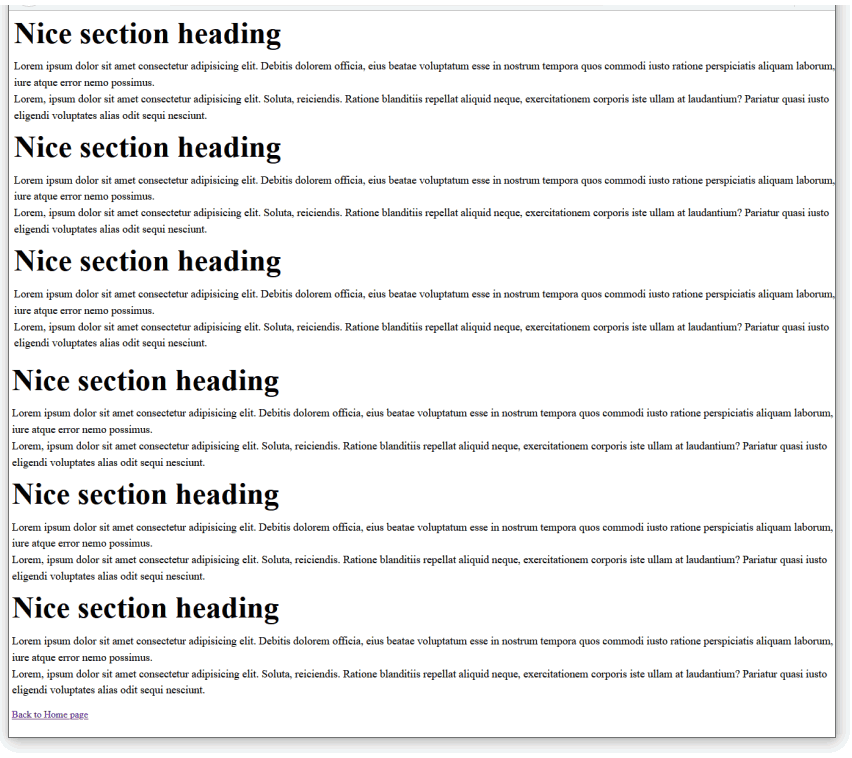 Nice section heading
Lorem ipsum dolor sit amet consectetur adipisicing elit. Debitis dolorem officia, eius beatae voluptatum esse in nostrum tempora quos commodi iusto ratione perspiciatis aliquam laborum,
iure atque error nemo possimus.
Lorem, ipsum dolor sit amet consectetur adipisicing elit. Soluta, reiciendis. Ratione blanditiis repellat aliquid neque, exercitationem corporis iste ullam at laudantium? Pariatur quasi iusto
eligendi voluptates alias odit sequi nesciunt.
Nice section heading
Lorem ipsum dolor sit amet consectetur adipisicing elit. Debitis dolorem officia, eius beatae voluptatum esse in nostrum tempora quos commodi iusto ratione perspiciatis aliquam laborum,
iure atque error nemo possimus.
Lorem, ipsum dolor sit amet consectetur adipisicing elit. Soluta, reiciendis. Ratione blanditiis repellat aliquid neque, exercitationem corporis iste ullam at laudantium? Pariatur quasi iusto
eligendi voluptates alias odit sequi nesciunt.
Nice section heading
Lorem ipsum dolor sit amet consectetur adipisicing elit. Debitis dolorem officia, eius beatae voluptatum esse in nostrum tempora quos commodi iusto ratione perspiciatis aliquam laborum,
iure atque error nemo possimus.
Lorem, ipsum dolor sit amet consectetur adipisicing elit. Soluta, reiciendis. Ratione blanditiis repellat aliquid neque, exercitationem corporis iste ullam at laudantium? Pariatur quasi iusto
eligendi voluptates alias odit sequi nesciunt.
Nice section heading
Lorem ipsum dolor sit amet consectetur adipisicing elit. Debitis dolorem officia, eius beatae voluptatum esse in nostrum tempora quos commodi iusto ratione perspiciatis aliquam laborum,
iure atque error nemo possimus.
Lorem, ipsum dolor sit amet consectetur adipisicing elit. Soluta, reiciendis. Ratione blanditiis repellat aliquid neque, exercitationem corporis iste ullam at laudantium? Pariatur quasi iusto
eligendi voluptates alias odit sequi nesciunt.
Nice section heading
Lorem ipsum dolor sit amet consectetur adipisicing elit. Debitis dolorem officia, eius beatae voluptatum esse in nostrum tempora quos commodi iusto ratione perspiciatis aliquam laborum,
iure atque error nemo possimus.
Lorem, ipsum dolor sit amet consectetur adipisicing elit. Soluta, reiciendis. Ratione blanditiis repellat aliquid neque, exercitationem corporis iste ullam at laudantium? Pariatur quasi iusto
eligendi voluptates alias odit sequi nesciunt.
Nice section heading
Lorem ipsum dolor sit amet consectetur adipisicing elit. Debitis dolorem officia, eius beatae voluptatum esse in nostrum tempora quos commodi iusto ratione perspiciatis aliquam laborum,
iure atque error nemo possimus.
Lorem, ipsum dolor sit amet consectetur adipisicing elit. Soluta, reiciendis. Ratione blanditiis repellat aliquid neque, exercitationem corporis iste ullam at laudantium? Pariatur quasi iusto
eligendi voluptates alias odit sequi nesciunt.
Back to Home page